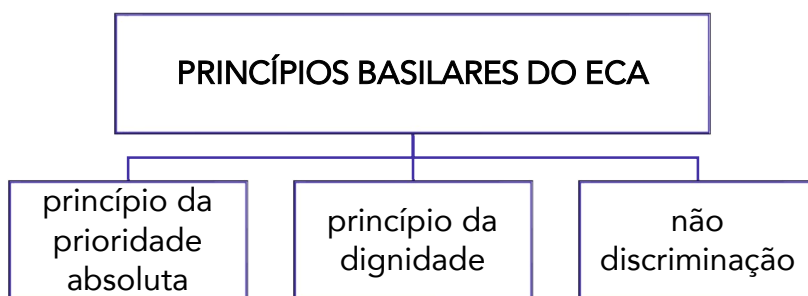 PRINCÍPIOS BASILARES DO ECA
princípio da
prioridade
absoluta
princípio da
dignidade
não
discriminação